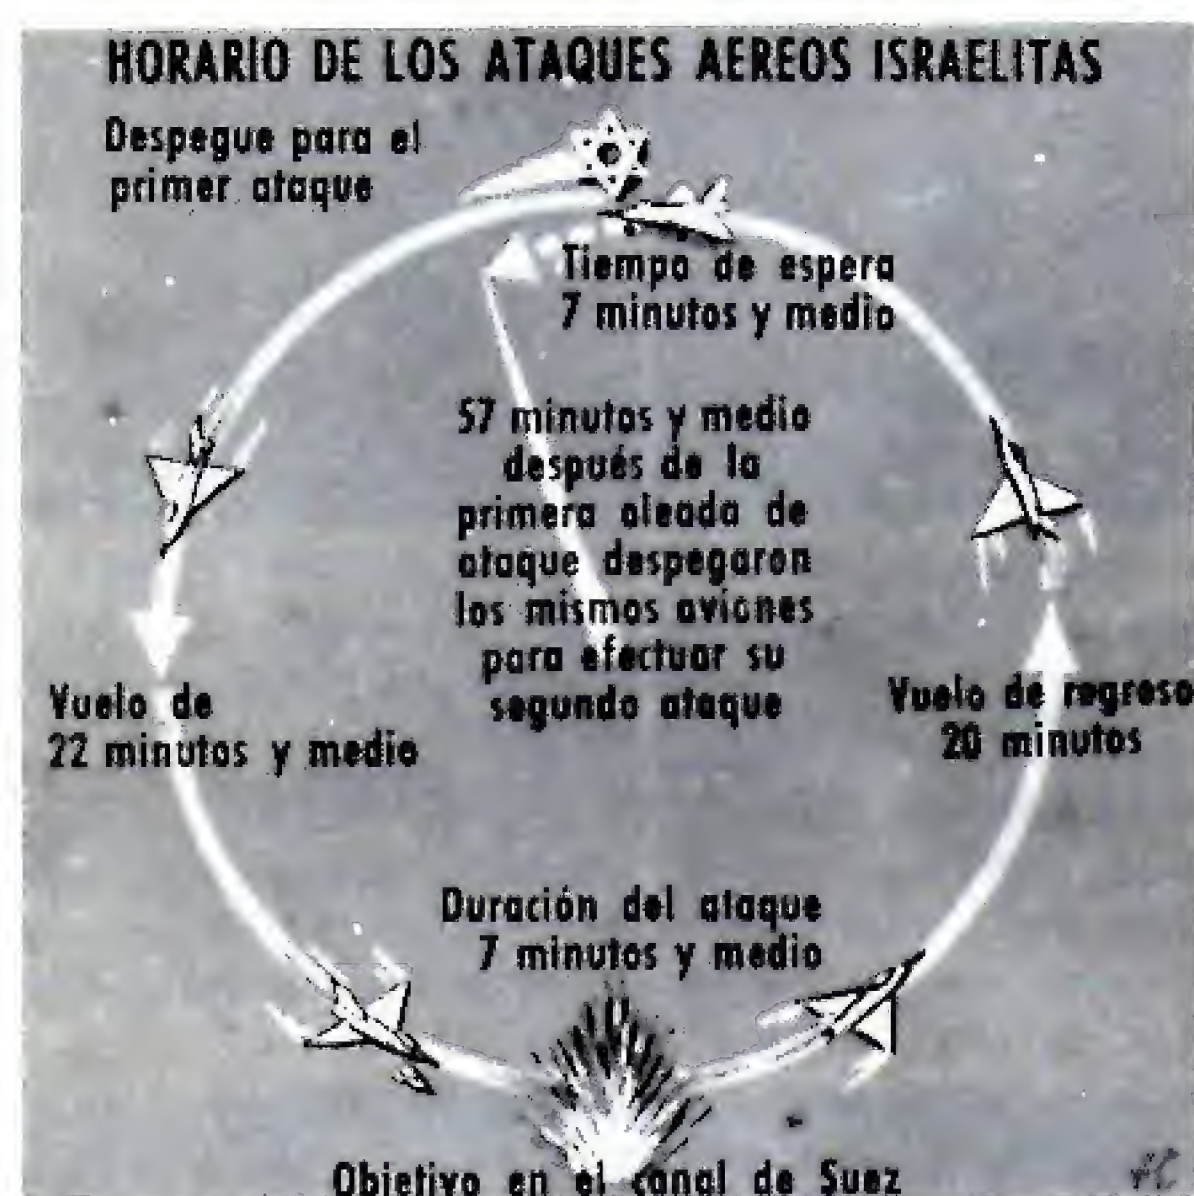 HORARIO DE LOS ATAQUES AEREOS ISRAELITAS
Despegue para el
primer ataque
Tiempo de espera
7 minutos y medio
57 minutos y medio
después de la
primera oleada de
ataque despegaron
los mismos aviones
para efectuar su
segundo ataque
Vuelo de
22 minutos y medio
Vuelo de regreso
20 minutos
Duración del ataque
7 minutos y medio
Objetivo en el canal de Suez